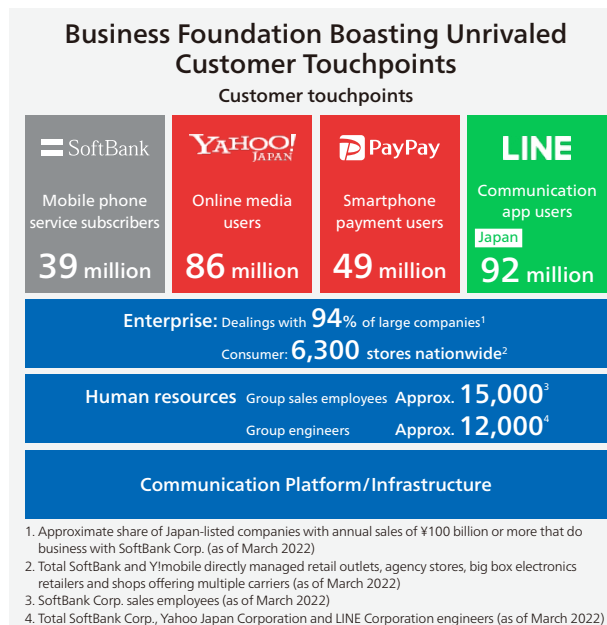 Business Foundation Boasting Unrivaled
Customer Touchpoints
Customer touchpoints
SoftBank
Mobile phone
service subscribers
39 million
YAHOO!
JAPAN
Online media
users
86 million
PayPay
Smartphone
payment users
49 million
LINE
Communication
app users
Japan
92 million
Enterprise: Dealings with 94% of large companies1
Consumer: 6,300 stores nationwide2
Human resources Group sales employees Approx. 15,0003
Group engineers Approx. 12,0004
Communication Platform/Infrastructure
1. Approximate share of Japan-listed companies with annual sales of ¥100 billion or more that do
business with SoftBank Corp. (as of March 2022)
2. Total SoftBank and Y!mobile directly managed retail outlets, agency stores, big box electronics
retailers and shops offering multiple carriers (as of March 2022)
3. SoftBank Corp. sales employees (as of March 2022)
4. Total SoftBank Corp., Yahoo Japan Corporation and LINE Corporation engineers (as of March 2022)